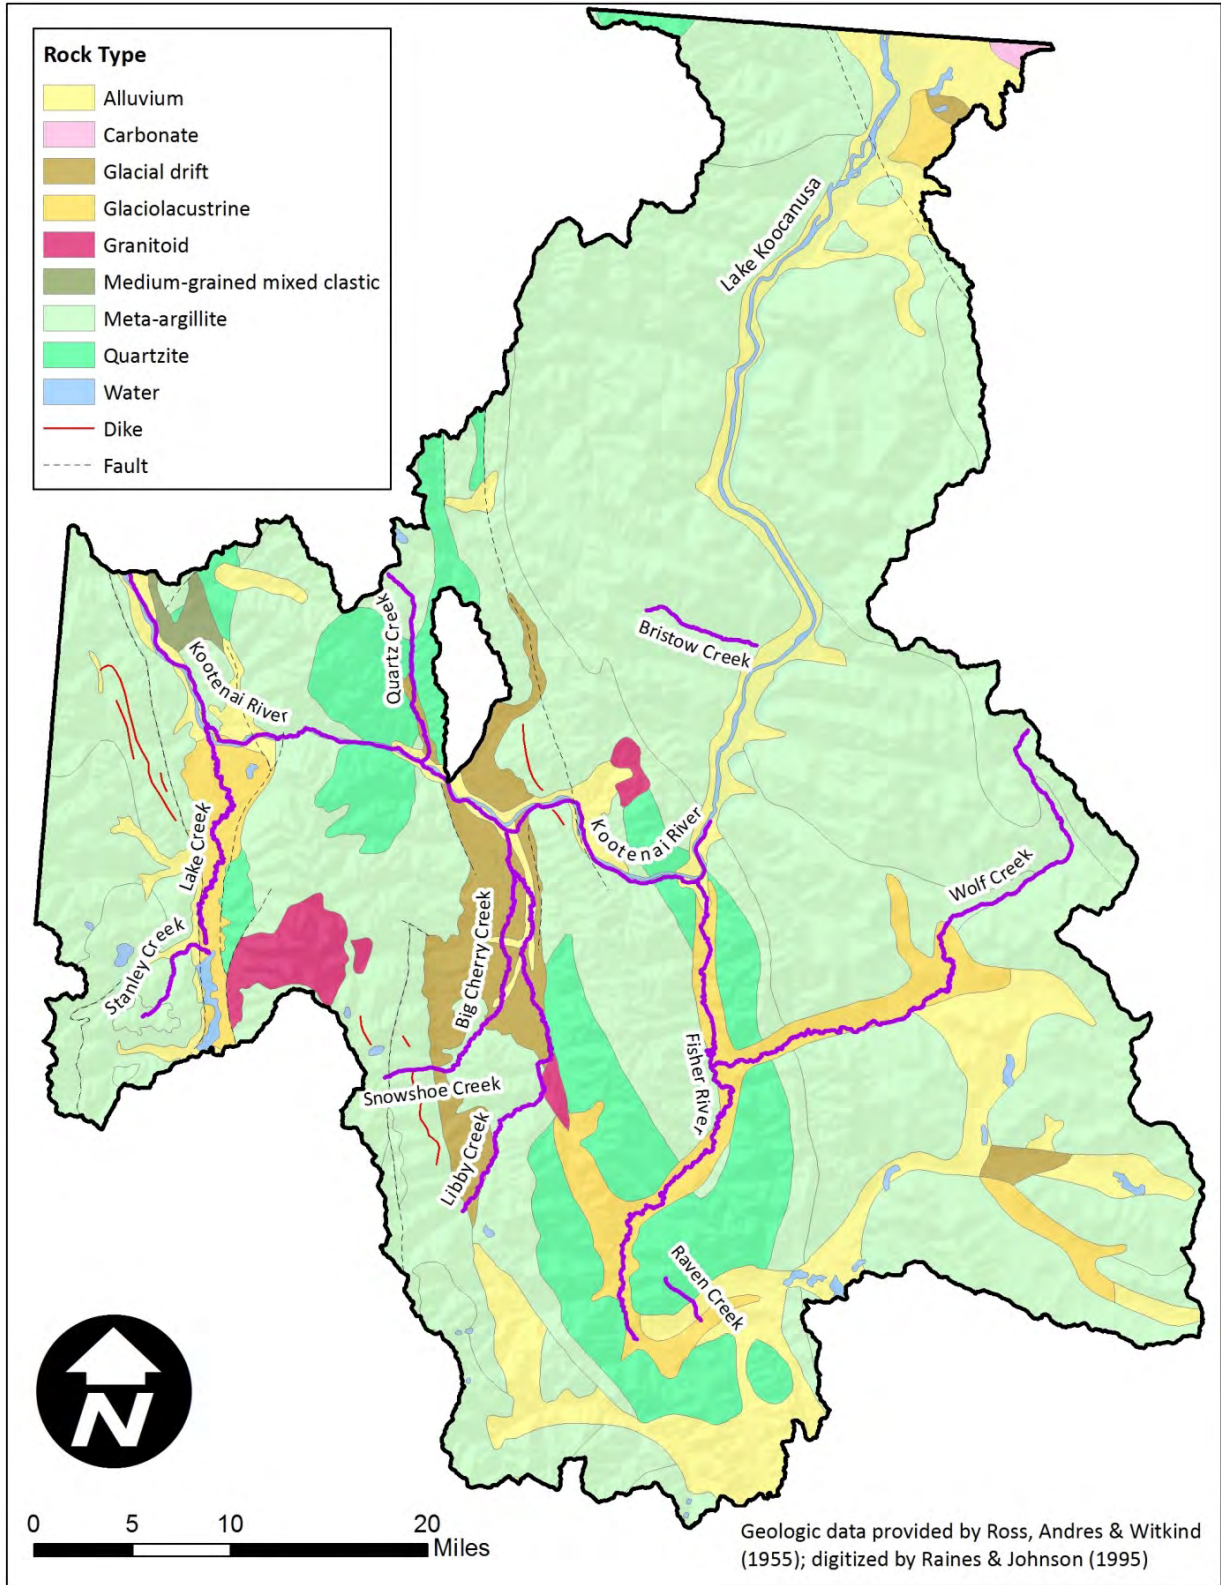 Rock Type
Alluvium
Carbonate
Glacial drift
Glaciolacustrine
Granitoid
Medium-grained mixed clastic
Meta-argillite
Quartzite
Water
Dike
Fault
Lake Koocanusa
Quartz Creek
Bristow Creek
Kootenai River
Kootenai River
Lake Creek
Wolf Creek
Stanley Creek
Big Cherry Creek
Snowshoe Creek
Fisher River
Libby Creek
Raven Creek
N
0 5 10 20
Miles
Geologic data provided by Ross, Andres & Witkind
(1955); digitized by Raines & Johnson (1995)